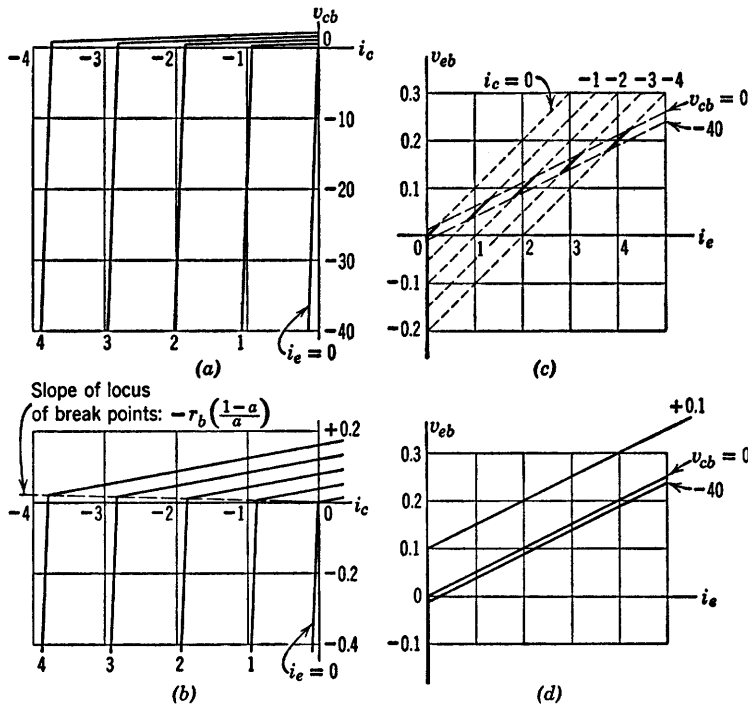 v_cb
0
-4 -3 -2 -1 i_c
-10
-20
-30
-40
4 3 2 1 i_e = 0
(a)
v_eb
i_c = 0 -1 -2 -3 -4
0.3
v_cb = 0
-40
0.2
0.1
0 1 2 3 4 i_e
-0.1
-0.2
(c)
Slope of locus
of break points: -r_b((1-a)/a)
+0.2
-4 -3 -2 -1 0 i_c
-0.2
-0.4
4 3 2 1 i_e = 0
(b)
v_eb
+0.1
0.3
v_cb = 0
-40
0.2
0.1
0 i_e
-0.1
(d)